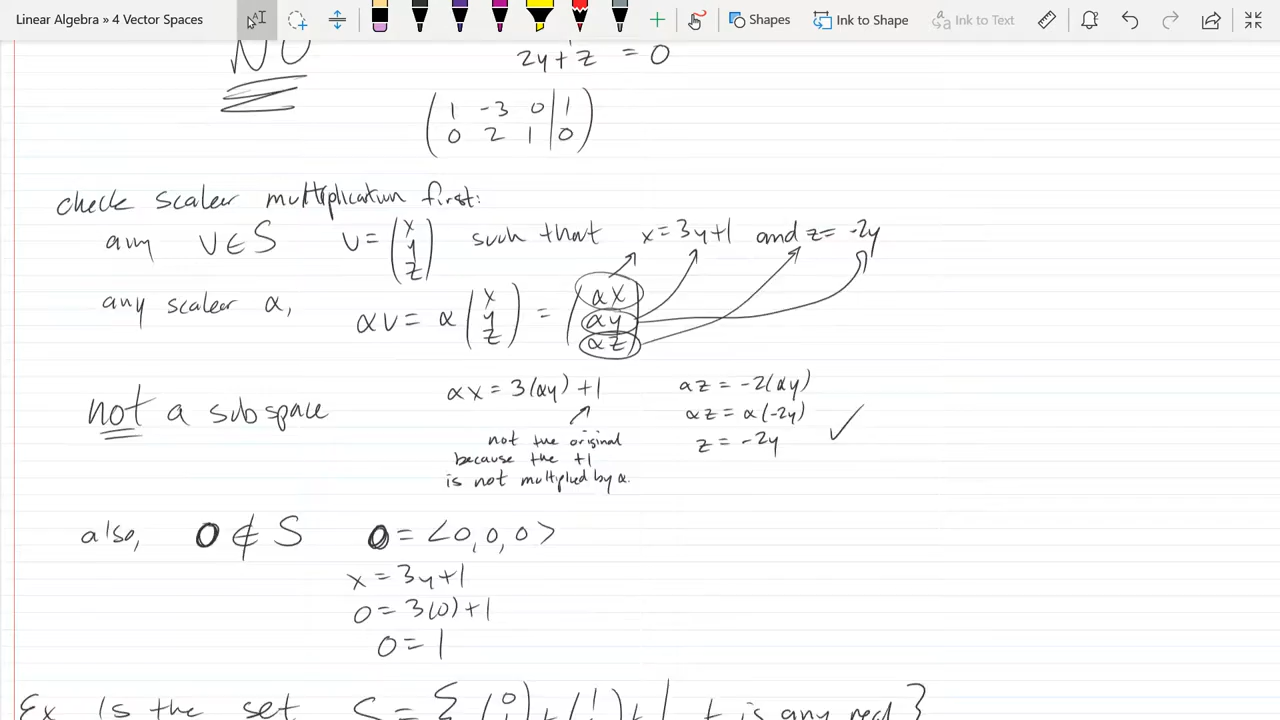 Linear Algebra » 4 Vector Spaces
Shapes
Ink to Shape
Ink to Text
NO
2y+z = 0
( 1 -3 0 | 1 )
( 0 2 1 | 0 )
check scaler multiplication first:
any v∈S v = (x y z) such that x = 3y+1 and z = -2y
any scaler α, αv = α (x y z) = (αx αy αz)
not a subspace
αx = 3(αy) +1
not the original
because the +1
is not multiplied by α.
αz = -2(αy)
αz = α(-2y)
z = -2y ✓
also, 0 ∉ S 0 = <0, 0, 0>
x = 3y+1
0 = 3(0)+1
0 = 1
Ex Is the set S = { t is any real }